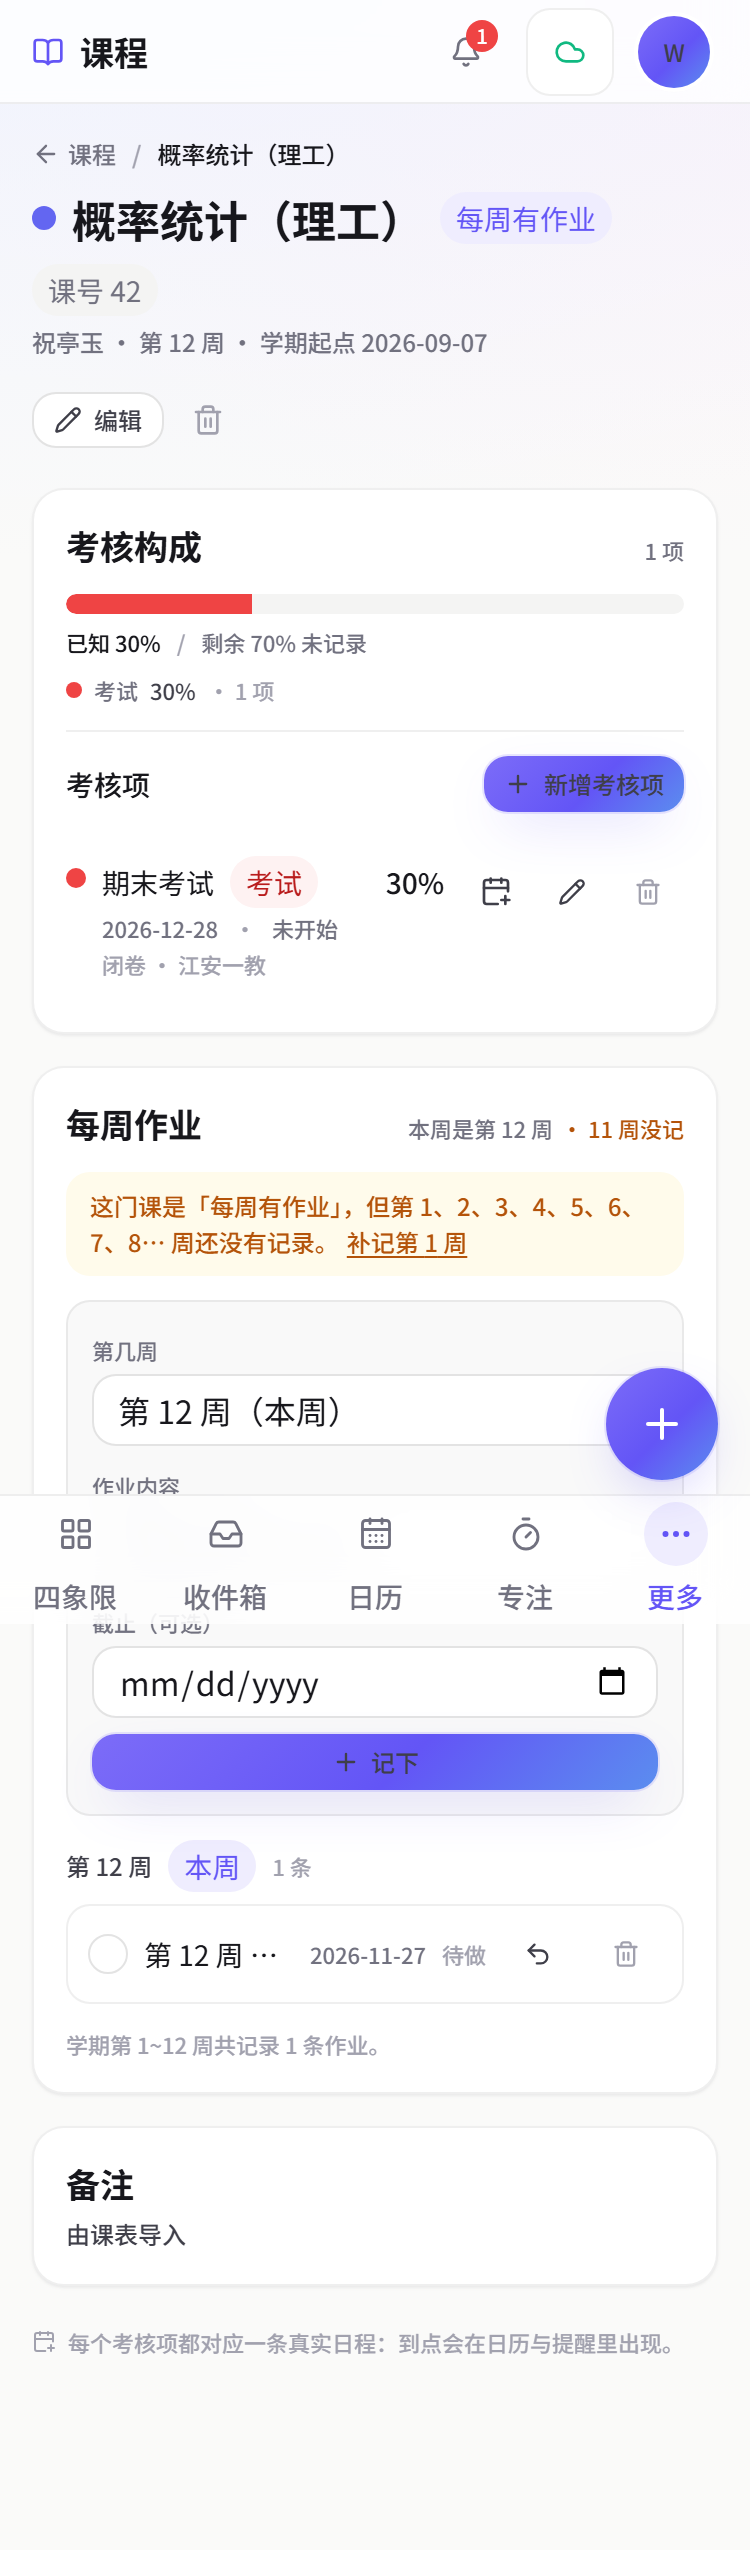 课程
1
W
课程 / 概率统计（理工）
概率统计（理工） 每周有作业
课号 42
祝亭玉 · 第 12 周 · 学期起点 2026-09-07
编辑
考核构成 1 项
已知 30% / 剩余 70% 未记录
考试 30% · 1 项
考核项 + 新增考核项
期末考试 考试 30%
2026-12-28 · 未开始
闭卷 · 江安一教
每周作业 本周是第 12 周 · 11 周没记
这门课是「每周有作业」，但第 1、2、3、4、5、6、
7、8… 周还没有记录。 补记第 1 周
第几周
第 12 周（本周）
作业内容
四象限 收件箱 日历 专注 更多
截止（可选）
mm/dd/yyyy
+ 记下
第 12 周 本周 1 条
第 12 周 … 2026-11-27 待做
学期第 1~12 周共记录 1 条作业。
备注
由课表导入
每个考核项都对应一条真实日程：到点会在日历与提醒里出现。